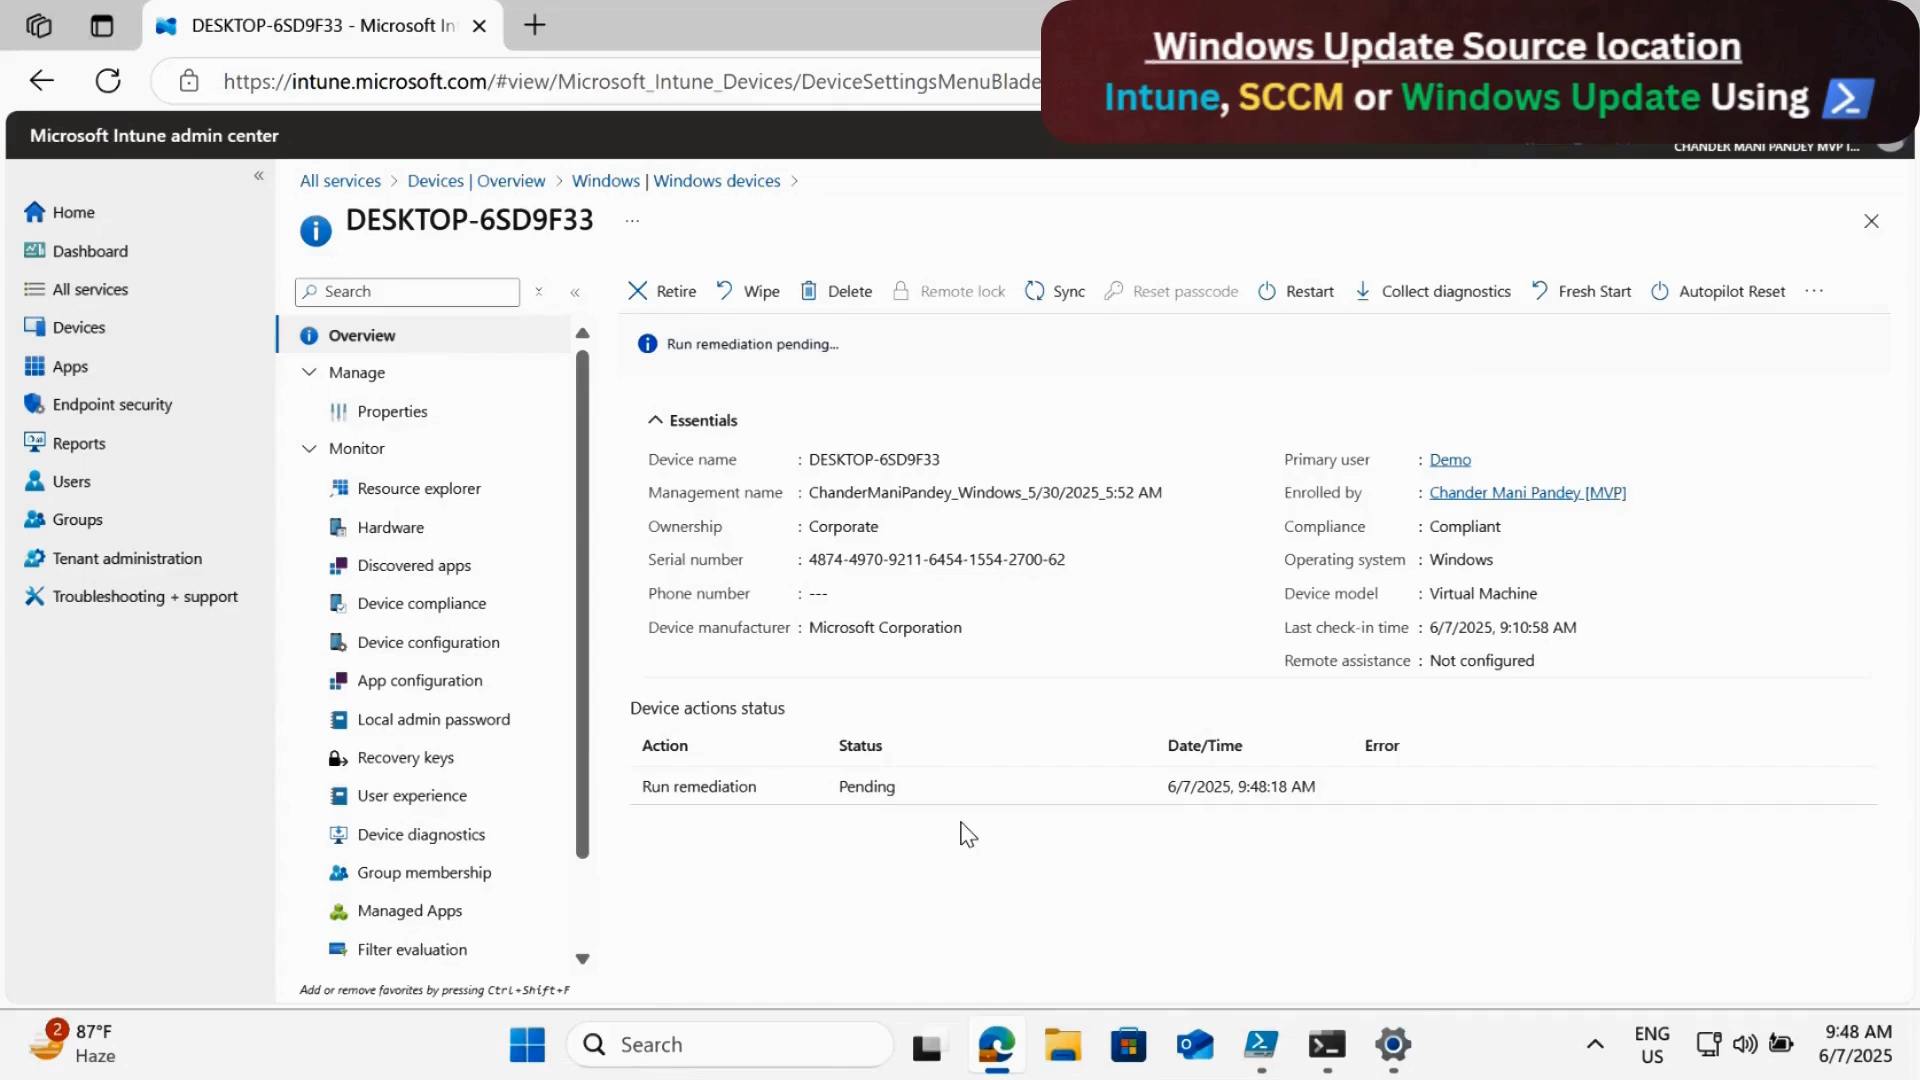 DESKTOP-6SD9F33 - Microsoft In
https://intune.microsoft.com/#view/Microsoft_Intune_Devices/DeviceSettingsMenuBlade
Windows Update Source location
Intune, SCCM or Windows Update Using
Microsoft Intune admin center
CHANDER MANI PANDEY MVP I...
«
Home
Dashboard
All services
Devices
Apps
Endpoint security
Reports
Users
Groups
Tenant administration
Troubleshooting + support
All services > Devices | Overview > Windows | Windows devices >
DESKTOP-6SD9F33 ...
Search
«
Overview
Manage
Properties
Monitor
Resource explorer
Hardware
Discovered apps
Device compliance
Device configuration
App configuration
Local admin password
Recovery keys
User experience
Device diagnostics
Group membership
Managed Apps
Filter evaluation
Add or remove favorites by pressing Ctrl+Shift+F
Retire Wipe Delete Remote lock Sync Reset passcode Restart Collect diagnostics Fresh Start Autopilot Reset ...
Run remediation pending...
Essentials
Device name : DESKTOP-6SD9F33
Management name : ChanderManiPandey_Windows_5/30/2025_5:52 AM
Ownership : Corporate
Serial number : 4874-4970-9211-6454-1554-2700-62
Phone number : ---
Device manufacturer : Microsoft Corporation
Primary user : Demo
Enrolled by : Chander Mani Pandey [MVP]
Compliance : Compliant
Operating system : Windows
Device model : Virtual Machine
Last check-in time : 6/7/2025, 9:10:58 AM
Remote assistance : Not configured
Device actions status
Action Status Date/Time Error
Run remediation Pending 6/7/2025, 9:48:18 AM
2
87°F
Haze
Search
ENG
US
9:48 AM
6/7/2025